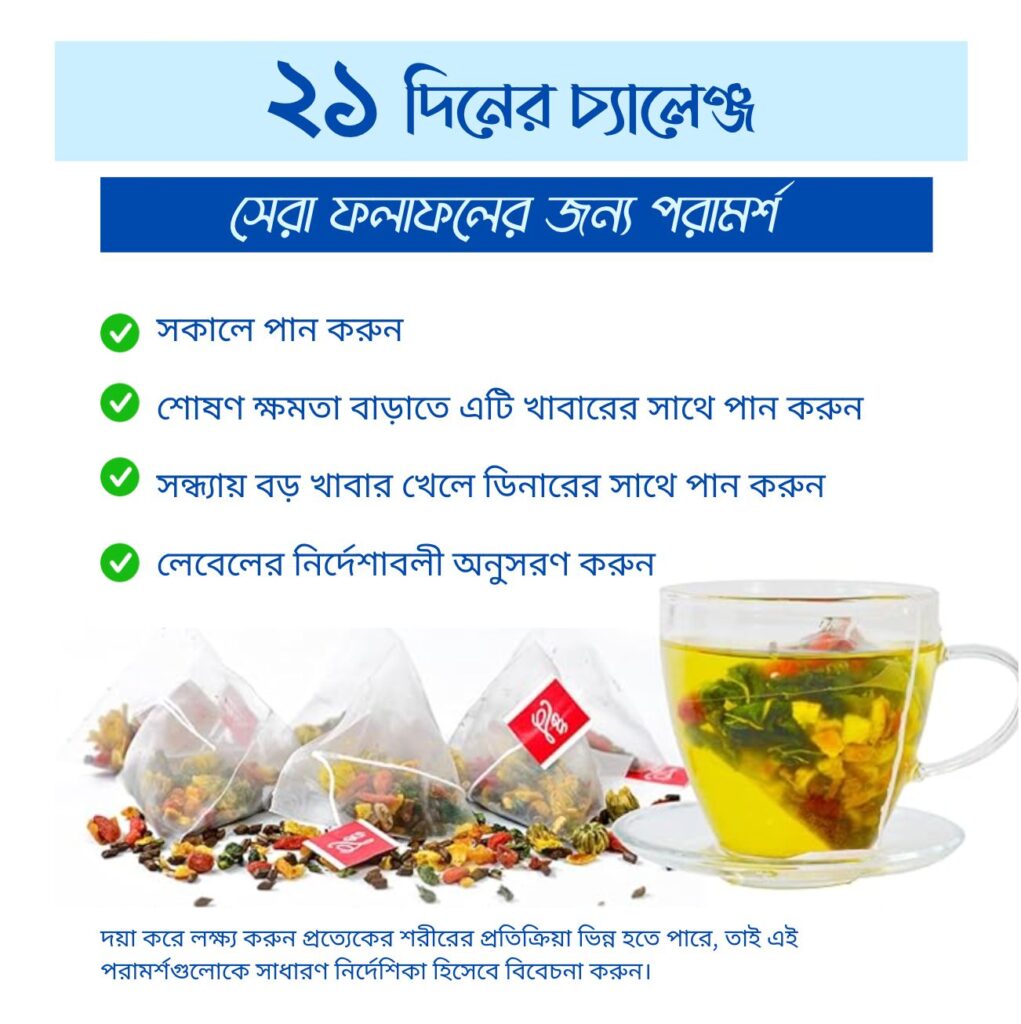 ২১ দিনের চ্যালেঞ্জ
সেরা ফলাফলের জন্য পরামর্শ
সকালে পান করুন
শোষণ ক্ষমতা বাড়াতে এটি খাবারের সাথে পান করুন
সন্ধ্যায় বড় খাবার খেলে ডিনারের সাথে পান করুন
লেবেলের নির্দেশাবলী অনুসরণ করুন
দয়া করে লক্ষ্য করুন প্রত্যেকের শরীরের প্রতিক্রিয়া ভিন্ন হতে পারে, তাই এই
পরামর্শগুলোকে সাধারণ নির্দেশিকা হিসেবে বিবেচনা করুন।